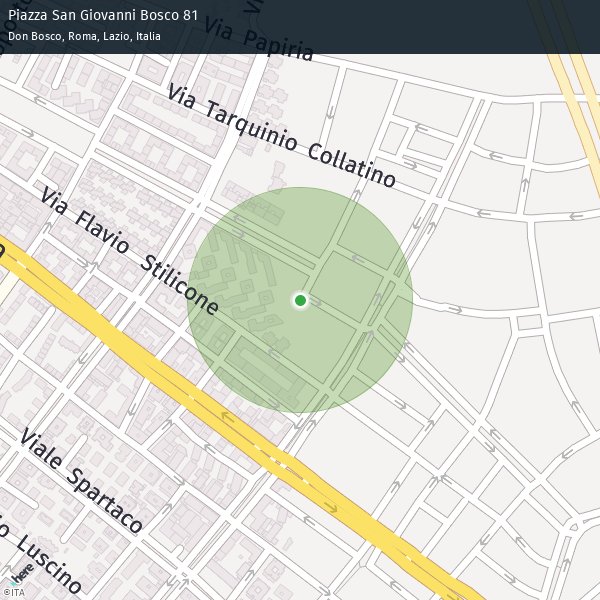 Piazza San Giovanni Bosco 81
Don Bosco, Roma, Lazio, Italia
Via Papiria
Via Tarquinio Collatino
Via Flavio Stilicone
Viale Spartaco
Luscino
here
©ITA